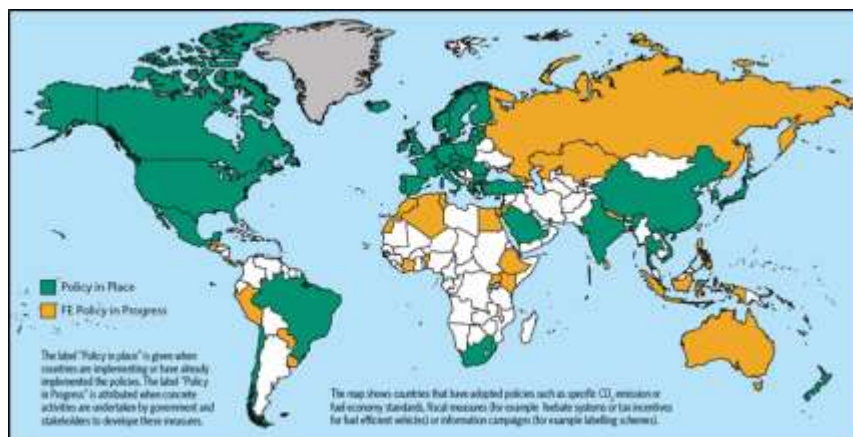 Policy in Place
FE Policy in Progress
The label "Policy in place" is given when
countries are implementing or have already
implemented the policies. The label "Policy
in Progress" is attributed when concrete
activities are undertaken by government and
stakeholders to develop these measures.
The map shows countries that have adopted policies such as specific CO₂ emission or
fuel economy standards, fiscal measures (for example feebate systems or tax incentives
for fuel efficient vehicles) or information campaigns (for example labelling schemes).